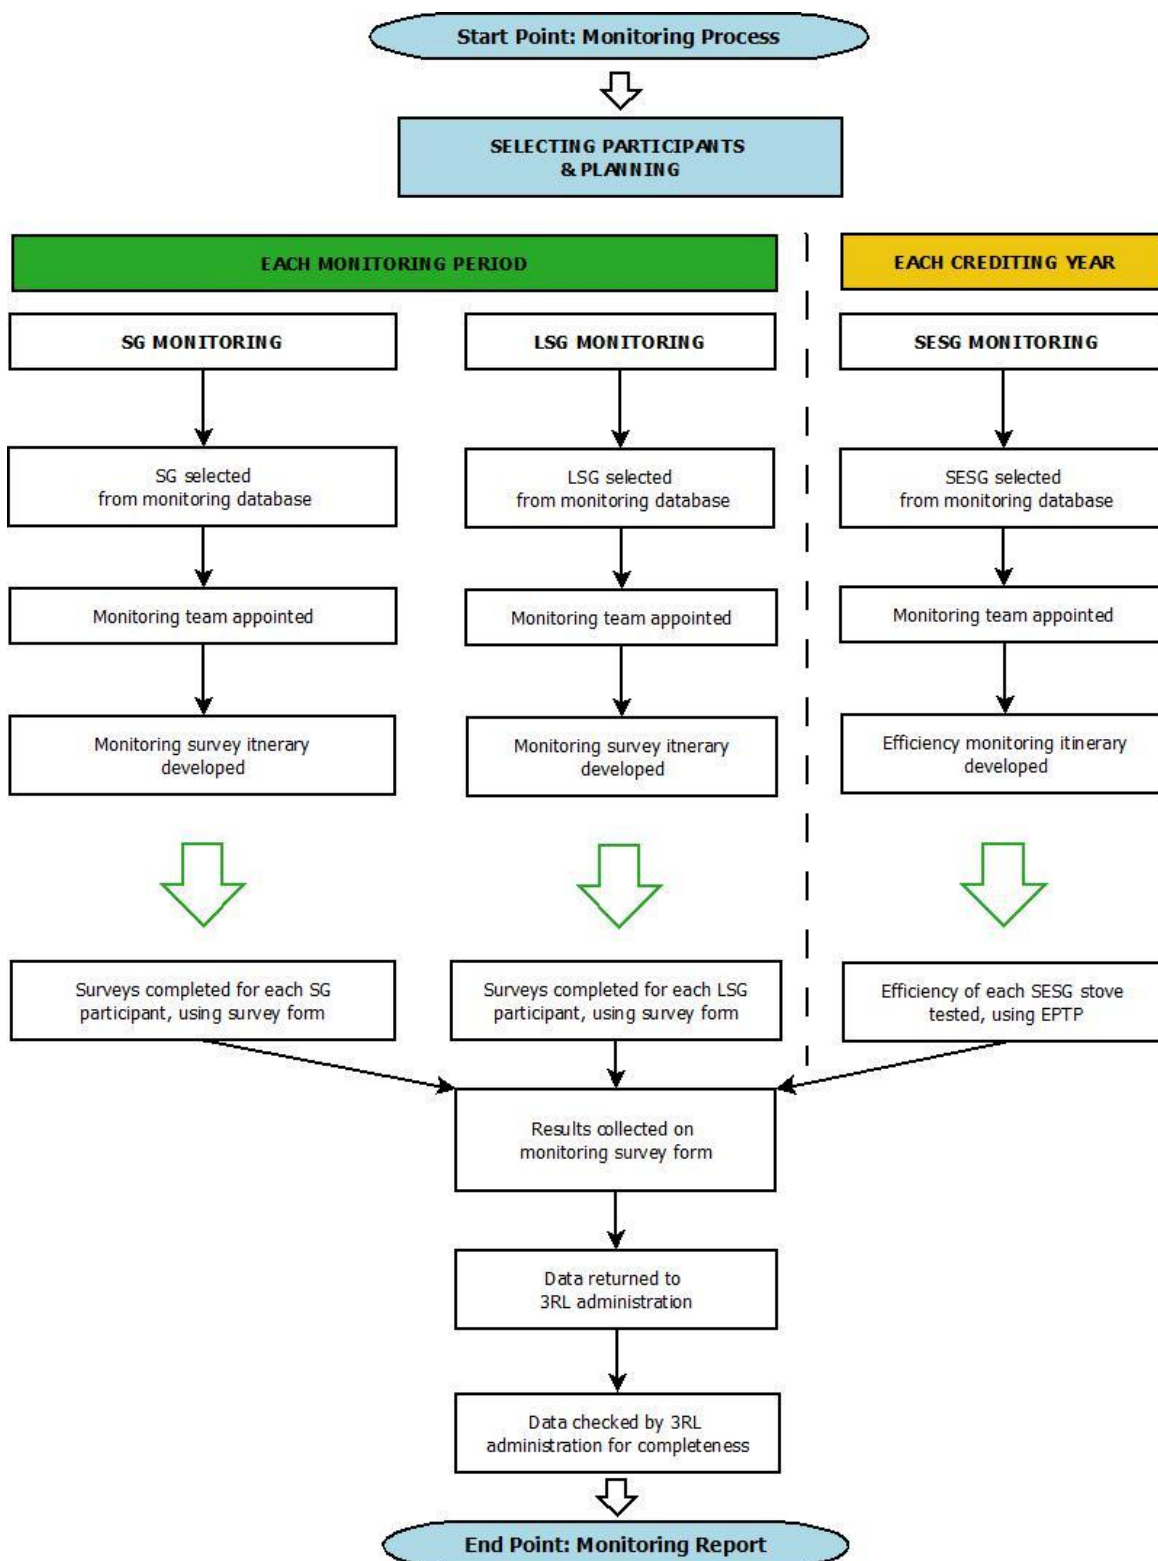 Start Point: Monitoring Process
SELECTING PARTICIPANTS
& PLANNING
EACH MONITORING PERIOD
EACH CREDITING YEAR
SG MONITORING
LSG MONITORING
SESG MONITORING
SG selected
from monitoring database
LSG selected
from monitoring database
SESG selected
from monitoring database
Monitoring team appointed
Monitoring team appointed
Monitoring team appointed
Monitoring survey itnerary
developed
Monitoring survey itnerary
developed
Efficiency monitoring itinerary
developed
Surveys completed for each SG
participant, using survey form
Surveys completed for each LSG
participant, using survey form
Efficiency of each SESG stove
tested, using EPTP
Results collected on
monitoring survey form
Data returned to
3RL administration
Data checked by 3RL
administration for completeness
End Point: Monitoring Report